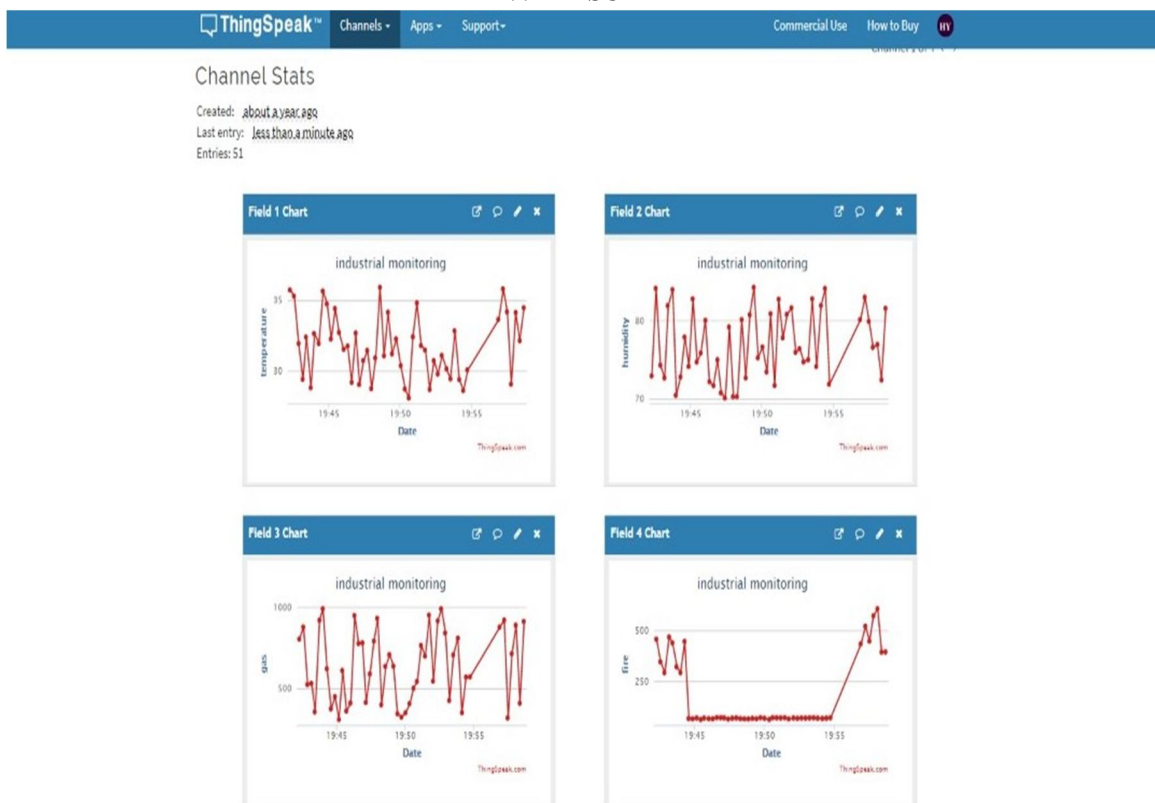 ThingSpeak™ Channels Apps Support Commercial Use How to Buy HY
Channel Stats
Created: about a year ago
Last entry: less than a minute ago
Entries: 51
Field 1 Chart
industrial monitoring
temperature
35
30
19:45 19:50 19:55
Date
ThingSpeak.com
Field 2 Chart
industrial monitoring
humidity
80
70
19:45 19:50 19:55
Date
ThingSpeak.com
Field 3 Chart
industrial monitoring
gas
1000
500
19:45 19:50 19:55
Date
ThingSpeak.com
Field 4 Chart
industrial monitoring
fire
500
250
19:45 19:50 19:55
Date
ThingSpeak.com